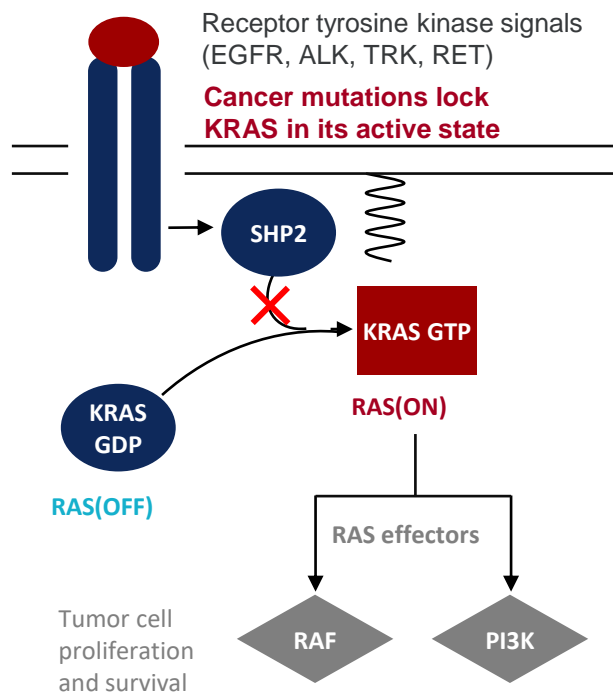 Receptor tyrosine kinase signals
(EGFR, ALK, TRK, RET)
Cancer mutations lock
KRAS in its active state
SHP2
KRAS GTP
KRAS
GDP
RAS(ON)
RAS(OFF)
RAS effectors
RAF
PI3K
Tumor cell
proliferation
and survival